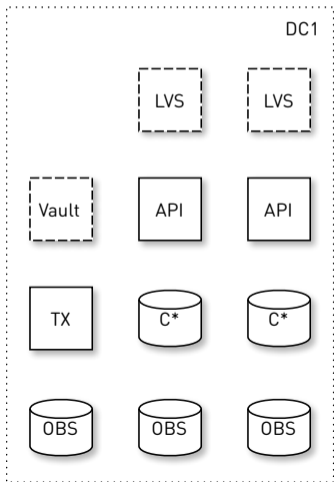 DC1
LVS LVS
Vault API API
TX C* C*
OBS OBS OBS